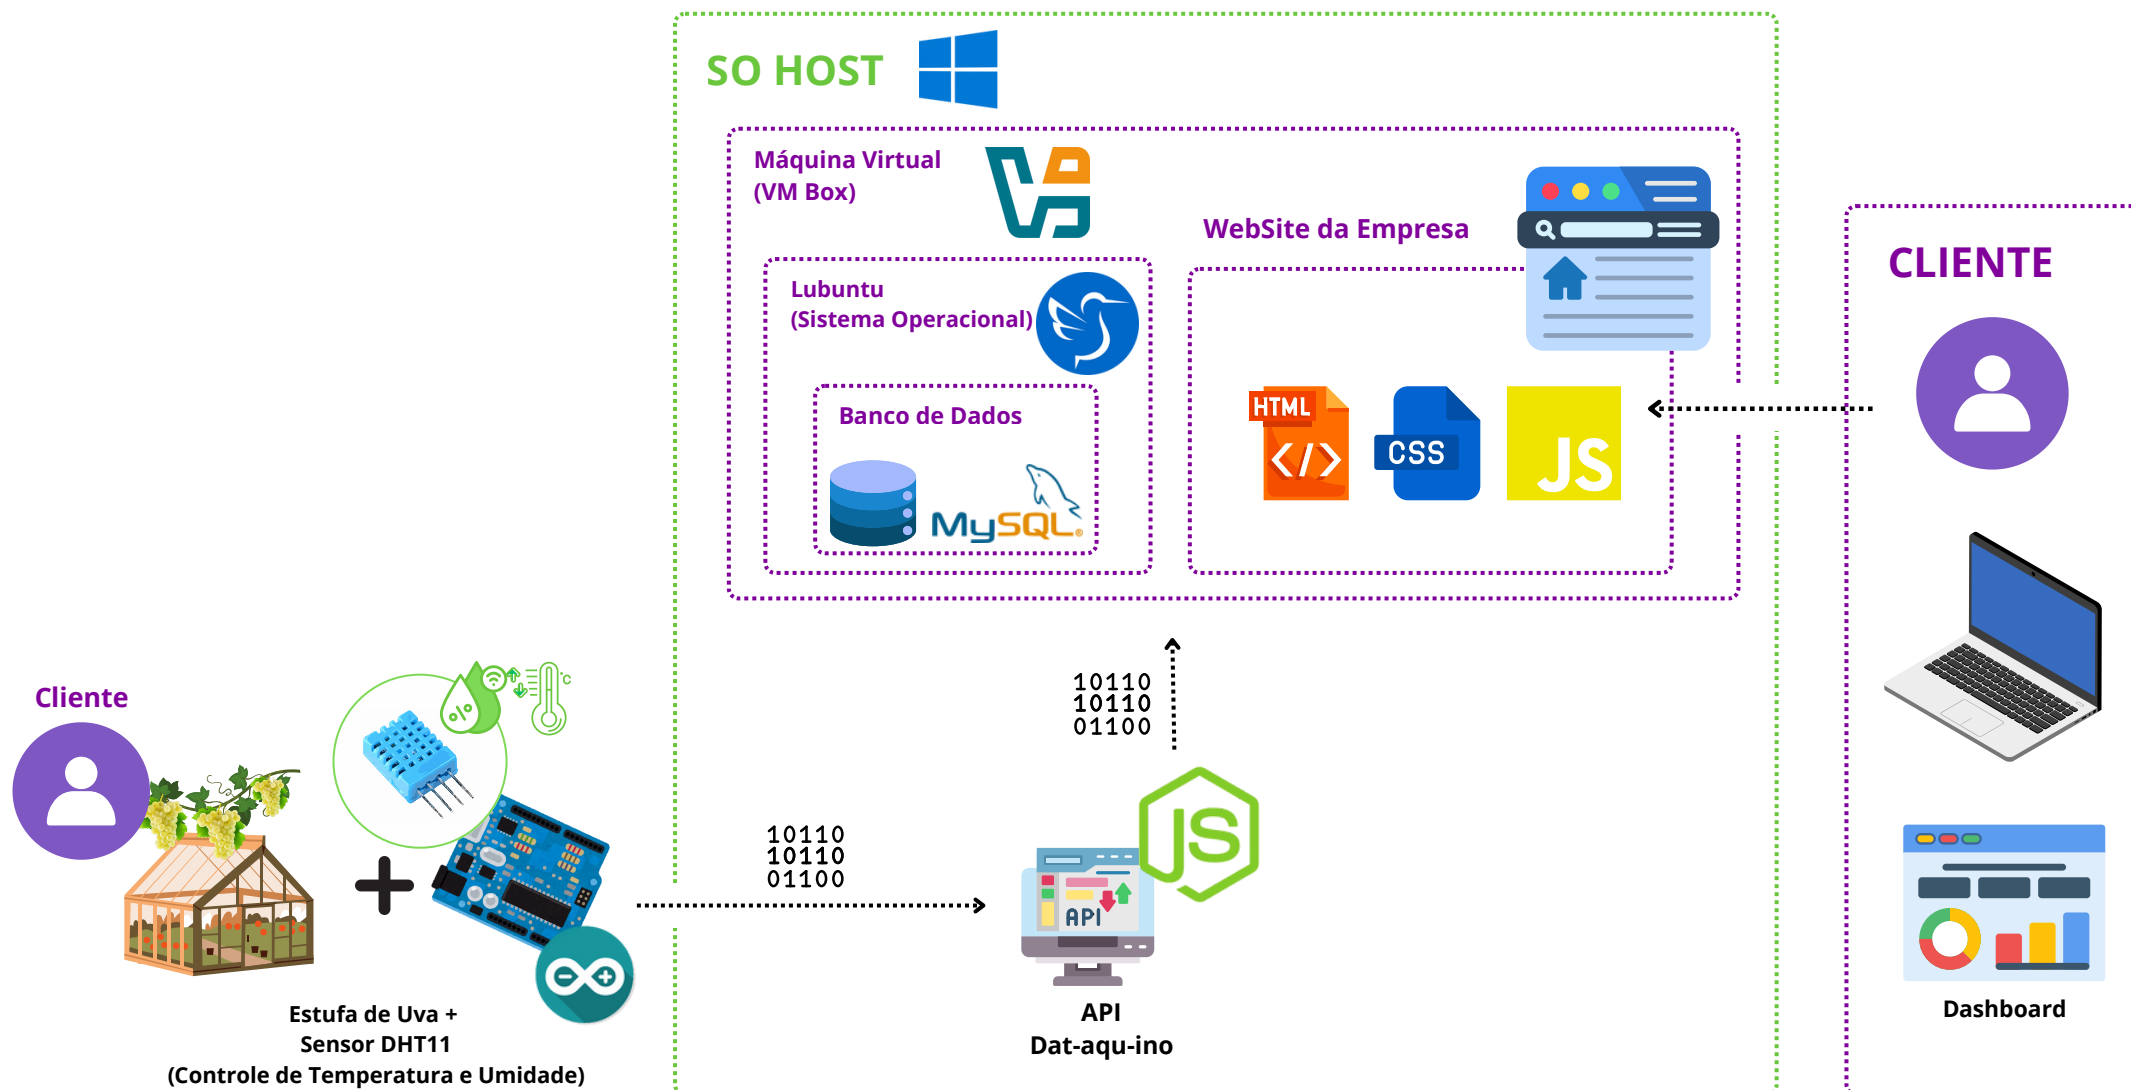 SO HOST
Máquina Virtual
(VM Box)
WebSite da Empresa
Lubuntu
(Sistema Operacional)
Banco de Dados
MySQL®
HTML
</>
CSS
JS
CLIENTE
Cliente
%
°C
10110
10110
01100
10110
10110
01100
JS
API
Estufa de Uva +
Sensor DHT11
(Controle de Temperatura e Umidade)
API
Dat-aqu-ino
Dashboard